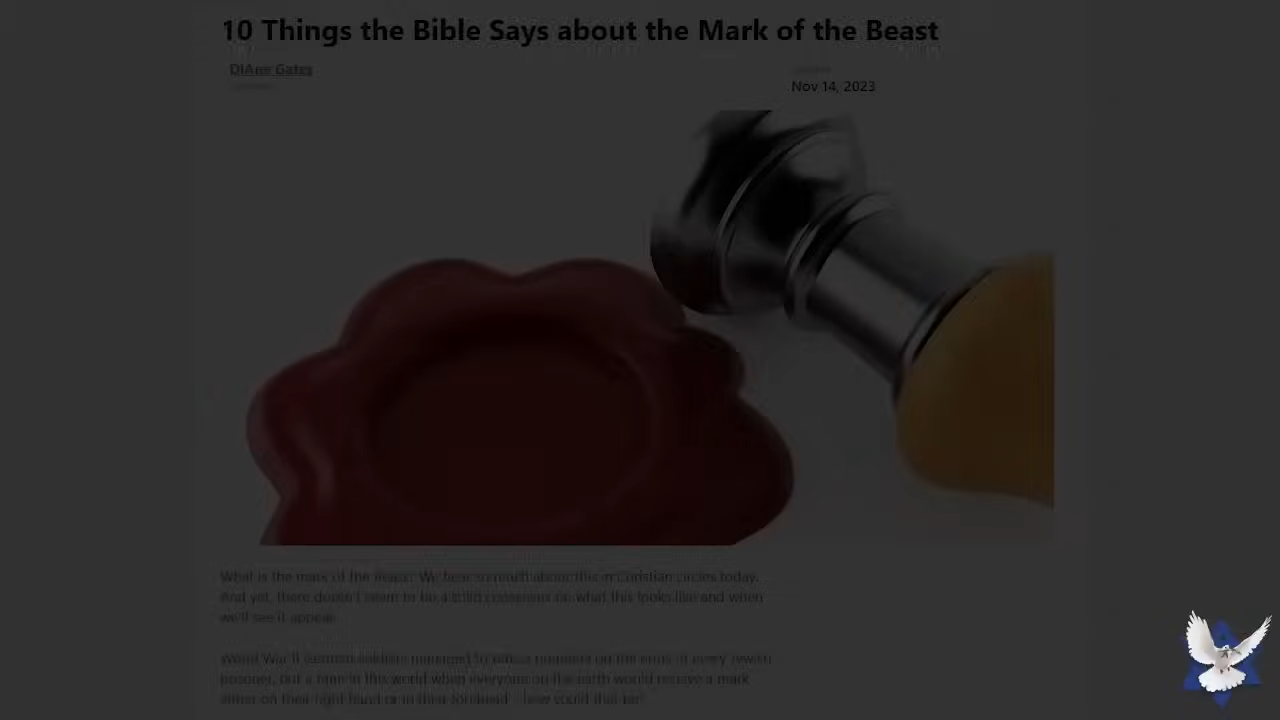 10 Things the Bible Says about the Mark of the Beast
DiAne Gates
Nov 14, 2023
What is the mark of the Beast? We hear so much about this in Christian circles today.
And yet, there doesn't seem to be a solid consensus on what this looks like and when
we'll see it appear.
World War II German soldiers managed to tattoo numbers on the arms of every Jewish
prisoner, but a time in this world when everyone on the earth would receive a mark
either on their right hand or in their forehead